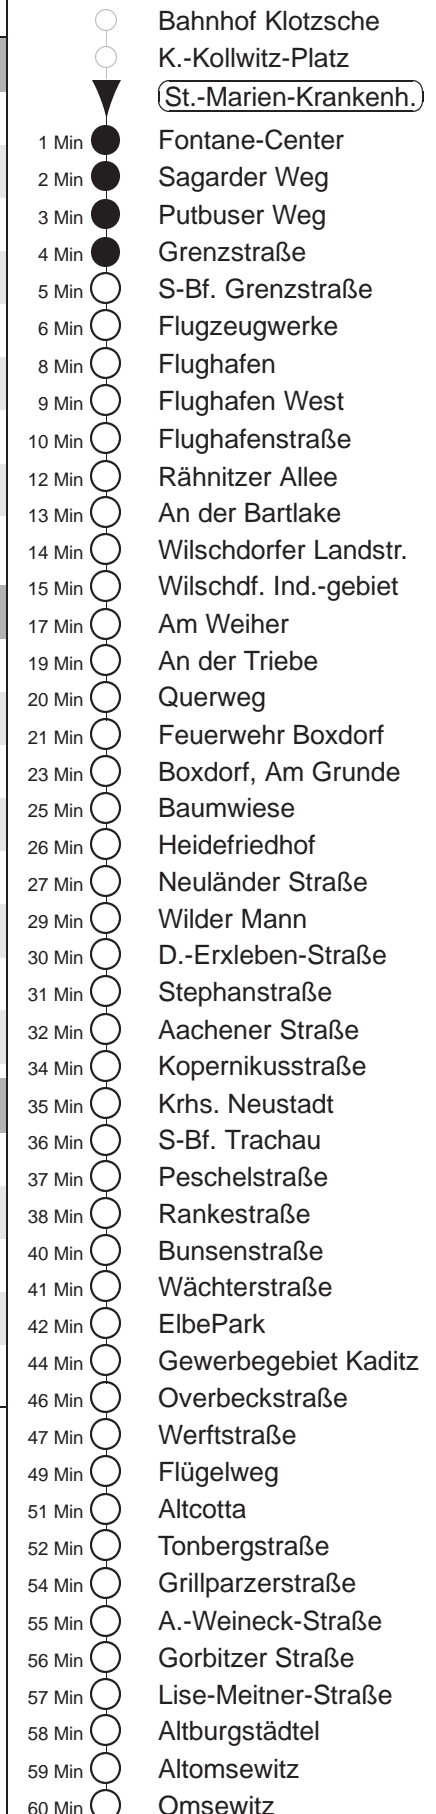 Bahnhof Klotzsche
K.-Kollwitz-Platz
St.-Marien-Krankenh.
1 Min Fontane-Center
2 Min Sagarder Weg
3 Min Putbuser Weg
4 Min Grenzstraße
5 Min S-Bf. Grenzstraße
6 Min Flugzeugwerke
8 Min Flughafen
9 Min Flughafen West
10 Min Flughafenstraße
12 Min Rähnitzer Allee
13 Min An der Bartlake
14 Min Wilschdorfer Landstr.
15 Min Wilschdf. Ind.-gebiet
17 Min Am Weiher
19 Min An der Triebe
20 Min Querweg
21 Min Feuerwehr Boxdorf
23 Min Boxdorf, Am Grunde
25 Min Baumwiese
26 Min Heidefriedhof
27 Min Neuländer Straße
29 Min Wilder Mann
30 Min D.-Erxleben-Straße
31 Min Stephanstraße
32 Min Aachener Straße
34 Min Kopernikusstraße
35 Min Krhs. Neustadt
36 Min S-Bf. Trachau
37 Min Peschelstraße
38 Min Rankestraße
40 Min Bunsenstraße
41 Min Wächterstraße
42 Min ElbePark
44 Min Gewerbegebiet Kaditz
46 Min Overbeckstraße
47 Min Werftstraße
49 Min Flügelweg
51 Min Altcotta
52 Min Tonbergstraße
54 Min Grillparzerstraße
55 Min A.-Weineck-Straße
56 Min Gorbitzer Straße
57 Min Lise-Meitner-Straße
58 Min Altburgstädtel
59 Min Altomsewitz
60 Min Omsewitz